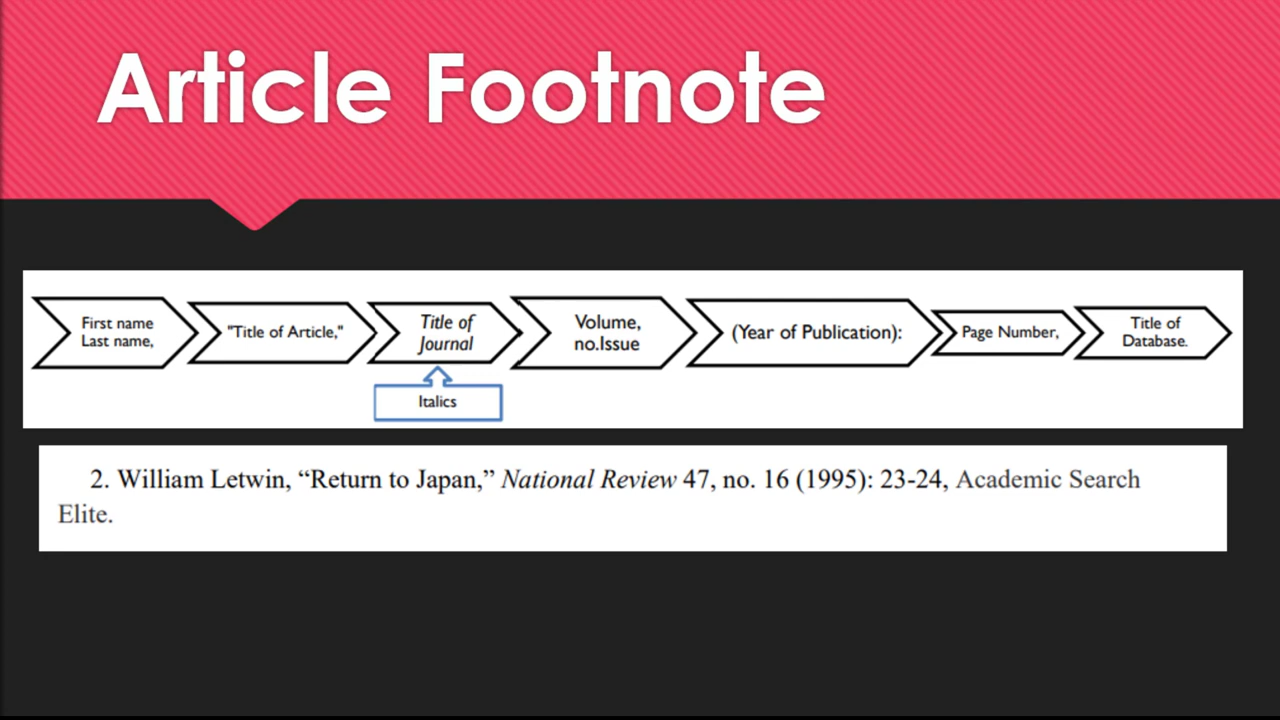 Article Footnote
First name
Last name,
"Title of Article,"
Title of
Journal
Volume,
no.Issue
(Year of Publication):
Page Number,
Title of
Database.
Italics
2. William Letwin, “Return to Japan,” National Review 47, no. 16 (1995): 23-24, Academic Search
Elite.